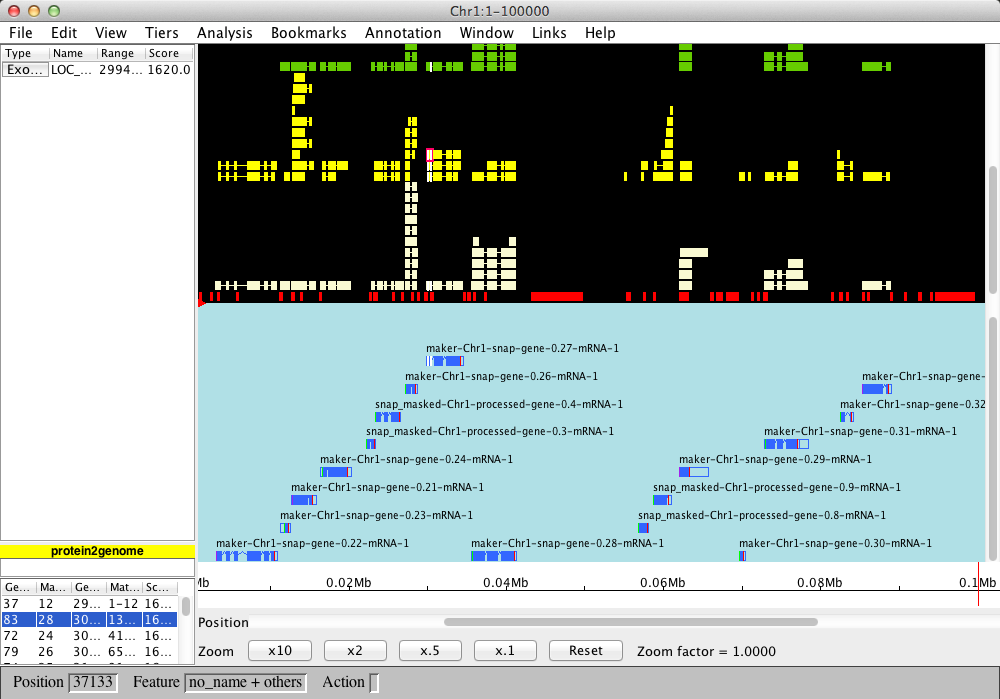 Chr1:1-100000
File Edit View Tiers Analysis Bookmarks Annotation Window Links Help
Type Name Range Score
Exo... LOC_... 2994... 1620.0
maker-Chr1-snap-gene-0.27-mRNA-1
maker-Chr1-snap-gene-0.26-mRNA-1 maker-Chr1-snap-gene-
snap_masked-Chr1-processed-gene-0.4-mRNA-1 maker-Chr1-snap-gene-0.32
snap_masked-Chr1-processed-gene-0.3-mRNA-1 maker-Chr1-snap-gene-0.31-mRNA-1
maker-Chr1-snap-gene-0.24-mRNA-1 maker-Chr1-snap-gene-0.29-mRNA-1
maker-Chr1-snap-gene-0.21-mRNA-1 snap_masked-Chr1-processed-gene-0.9-mRNA-1
maker-Chr1-snap-gene-0.23-mRNA-1 snap_masked-Chr1-processed-gene-0.8-mRNA-1
maker-Chr1-snap-gene-0.22-mRNA-1 maker-Chr1-snap-gene-0.28-mRNA-1 maker-Chr1-snap-gene-0.30-mRNA-1
protein2genome
Mb 0.02Mb 0.04Mb 0.06Mb 0.08Mb 0.1Mb
Ge... Ma... Ge... Mat... Sc...
37 12 29... 1-12 16...
83 28 30... 13... 16...
72 24 30... 41... 16...
79 26 30... 65... 16...
Position
Zoom x10 x2 x.5 x.1 Reset Zoom factor = 1.0000
Position 37133 Feature no_name + others Action